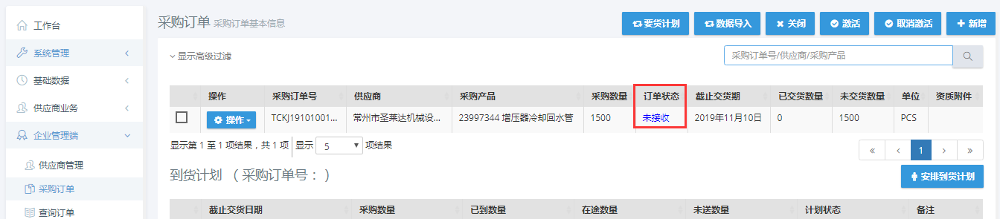 工作台
系统管理
基础数据
供应商业务
企业管理端
供应商管理
采购订单
查询订单
采购订单 采购订单基本信息
要货计划 数据导入 关闭 激活 取消激活 新增
显示高级过滤
采购订单号/供应商/采购产品
操作 采购订单号 供应商 采购产品 采购数量 订单状态 截止交货期 已交货数量 未交货数量 单位 资质附件
操作 TCKJ19101001... 常州市圣莱达机械设... 23997344 增压器冷却回水管 1500 未接收 2019年11月10日 0 1500 PCS
显示第 1 至 1 项结果，共 1 项 显示 5 项结果
« ‹ 1 › »
到货计划 （ 采购订单号： ）
安排到货计划
截止交货日期 采购数量 已到数量 在途数量 未送数量 计划状态 备注